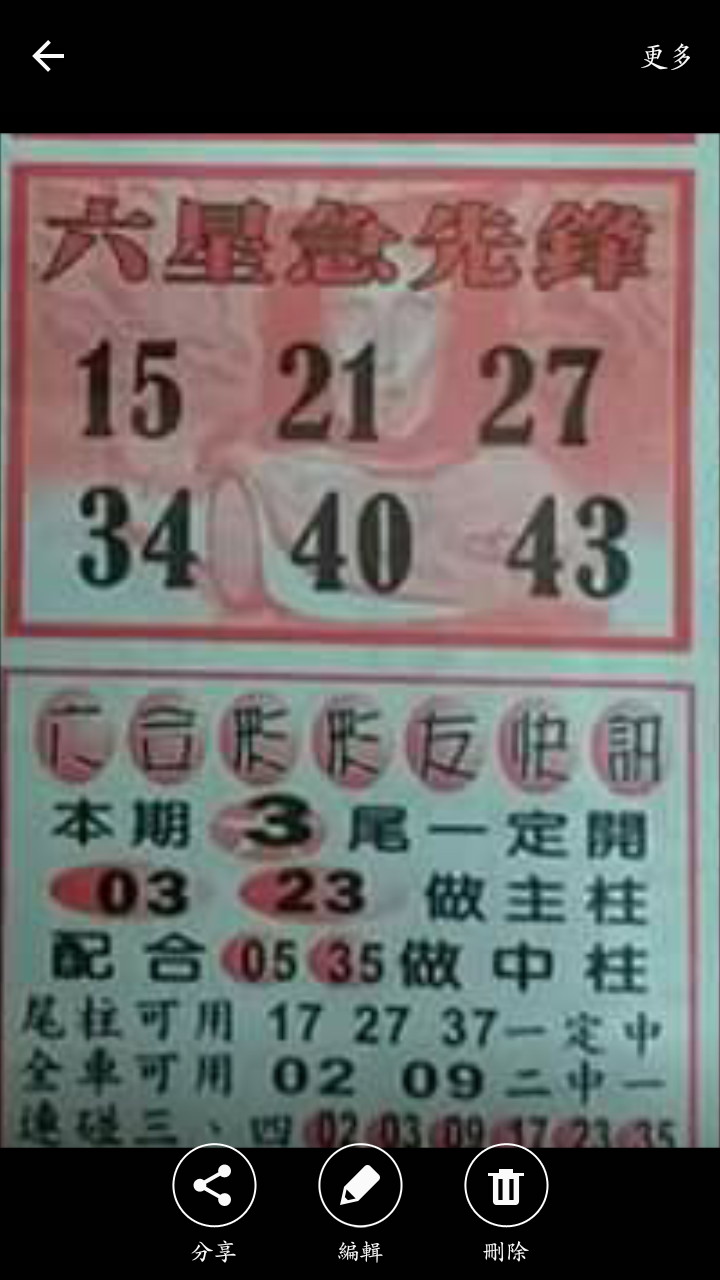 更多
六星急先鋒
15 21 27
34 40 43
六合彩彩友快訊
本期 3 尾一定開
03 23 做主柱
配合 05 35 做中柱
尾柱可用 17 27 37 一定中
全車可用 02 09 二中一
連碰三、四 02 03 09 17 23 35
分享 編輯 刪除